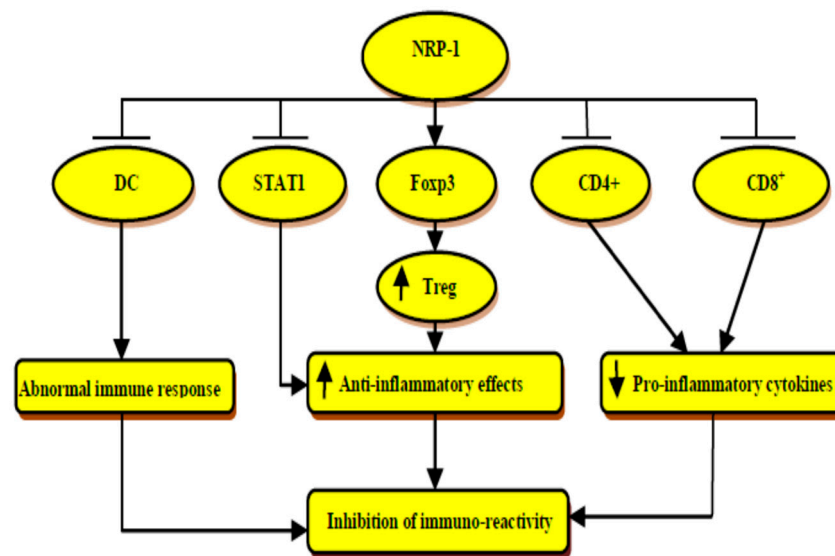 NRP-1
DC
STAT1
Foxp3
CD4+
CD8⁺
Treg
Abnormal immune response
Anti-inflammatory effects
Pro-inflammatory cytokines
Inhibition of immuno-reactivity